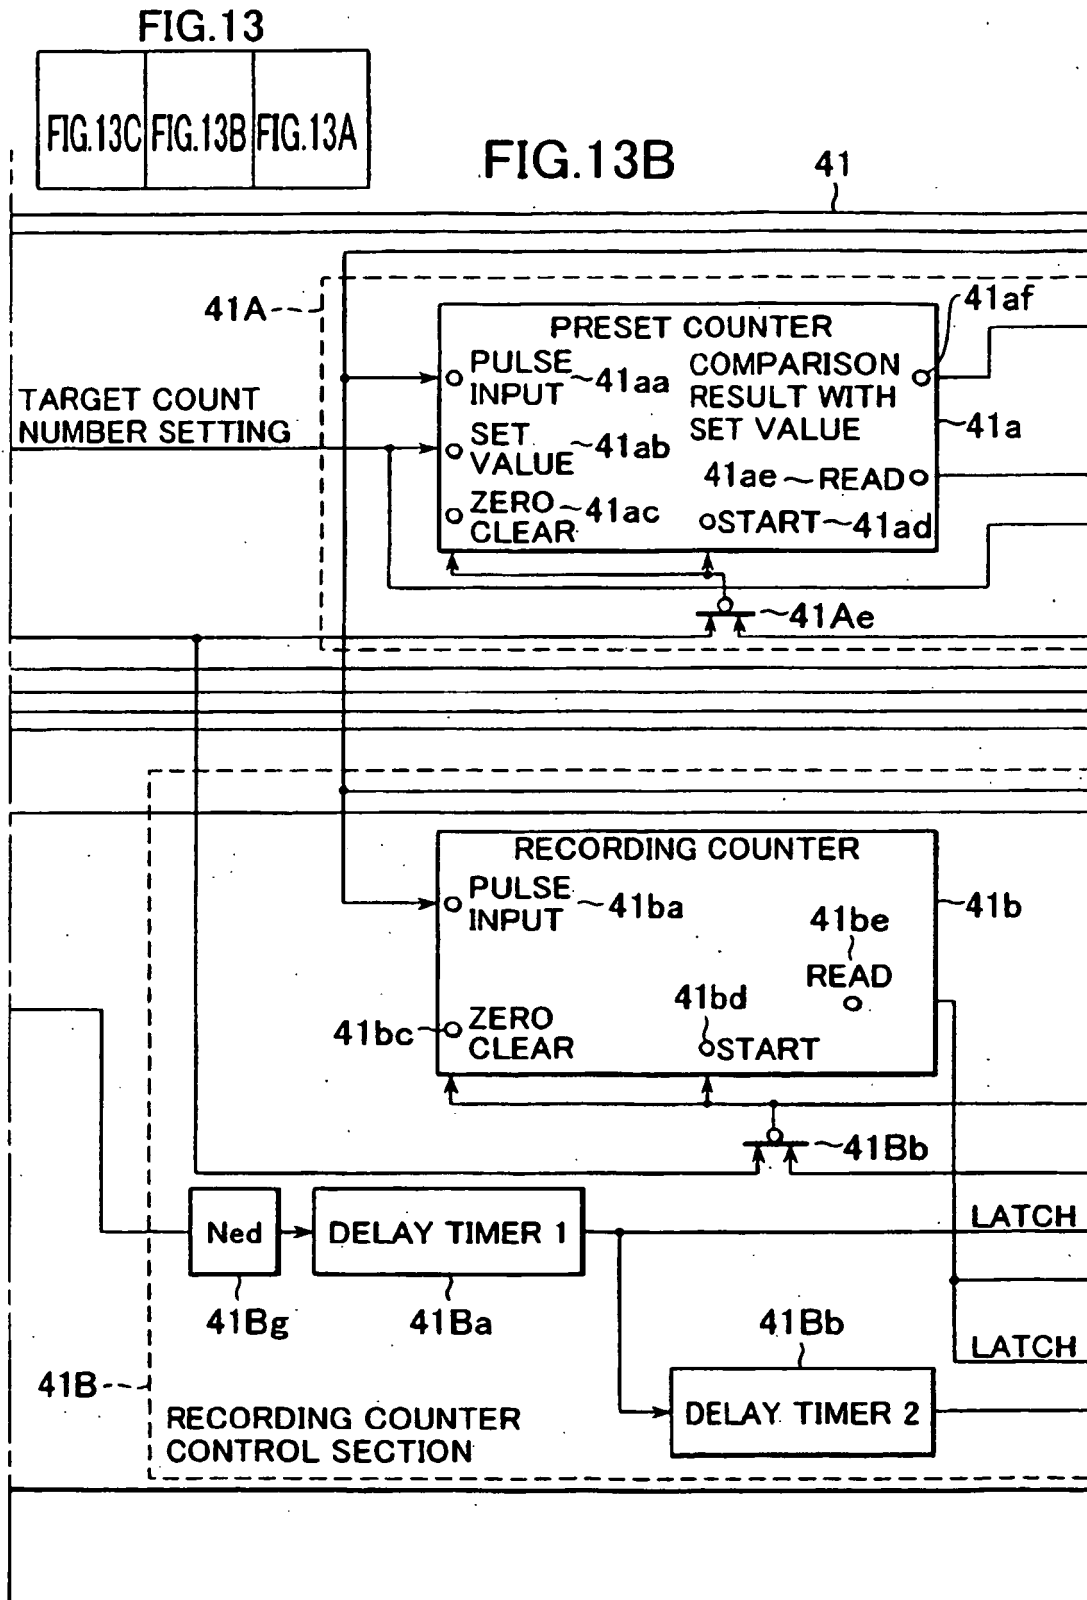 FIG.13
FIG.13C FIG.13B FIG.13A
FIG.13B
41
41A
PRESET COUNTER
41af
PULSE
INPUT
41aa
COMPARISON
RESULT WITH
SET VALUE
41a
TARGET COUNT
NUMBER SETTING
SET
VALUE
41ab
41ae
READ
ZERO
CLEAR
41ac
START
41ad
41Ae
RECORDING COUNTER
PULSE
INPUT
41ba
41b
41be
READ
41bd
41bc
ZERO
CLEAR
START
41Bb
Ned
DELAY TIMER 1
LATCH
41Bg
41Ba
41Bb
LATCH
41B
DELAY TIMER 2
RECORDING COUNTER
CONTROL SECTION